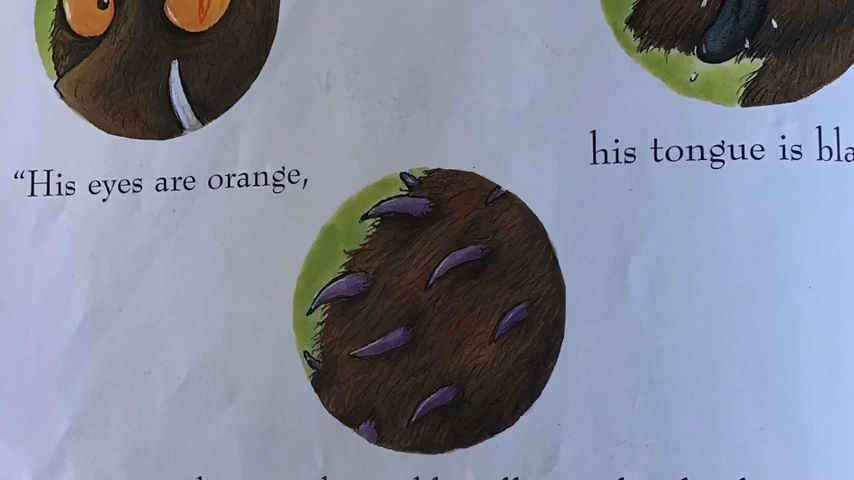 “His eyes are orange,
his tongue is bla